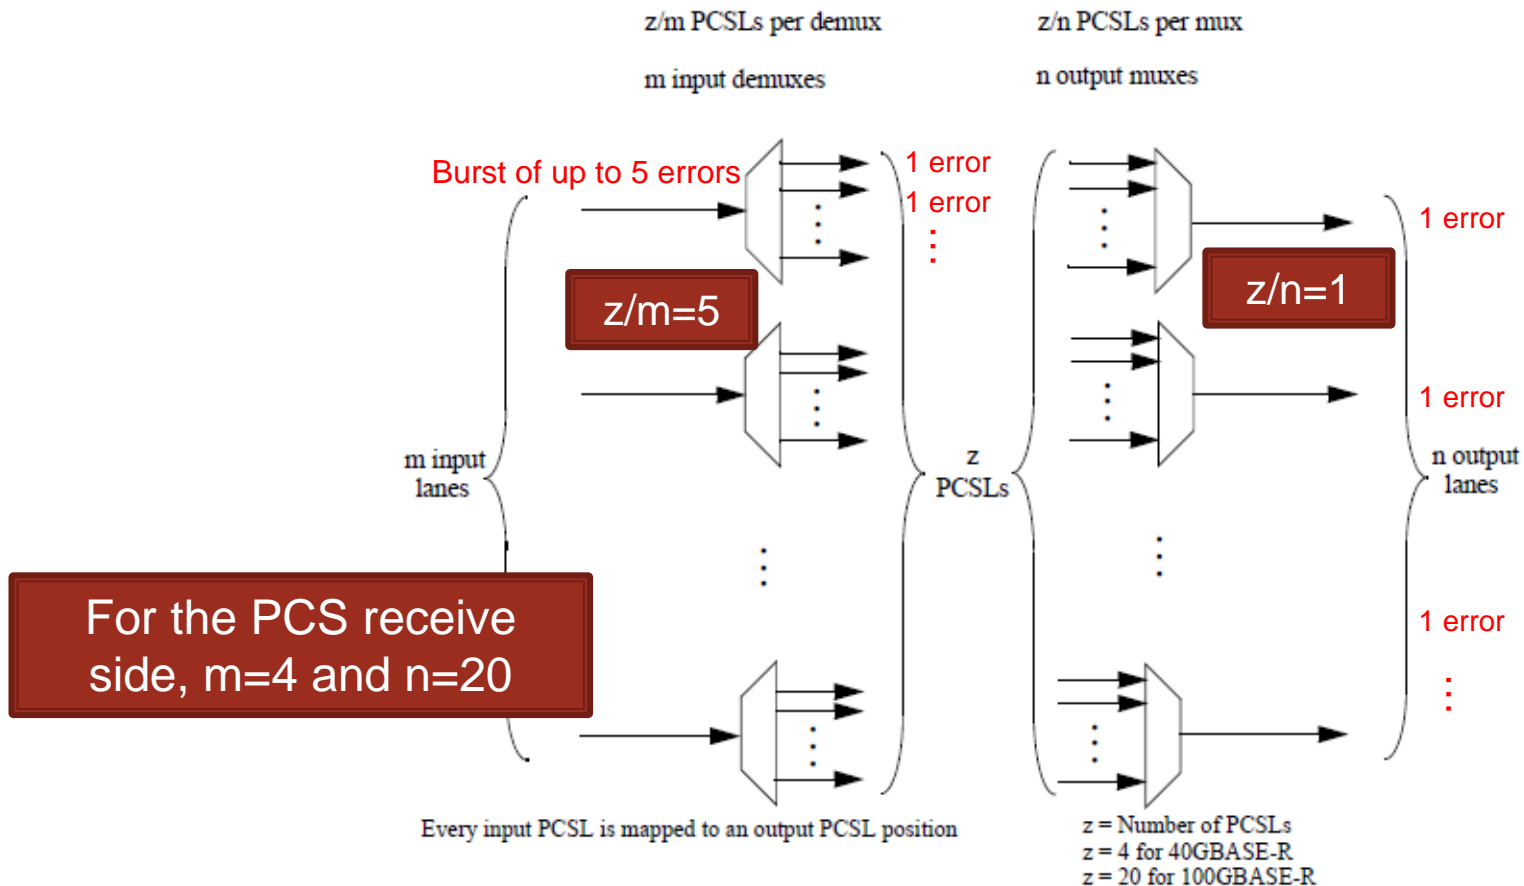 z/m PCSLs per demux
m input demuxes
z/n PCSLs per mux
n output muxes
Burst of up to 5 errors
1 error
1 error
1 error
z/m=5
z/n=1
1 error
m input
lanes
z
PCSLs
n output
lanes
For the PCS receive
side, m=4 and n=20
1 error
Every input PCSL is mapped to an output PCSL position
z = Number of PCSLs
z = 4 for 40GBASE-R
z = 20 for 100GBASE-R